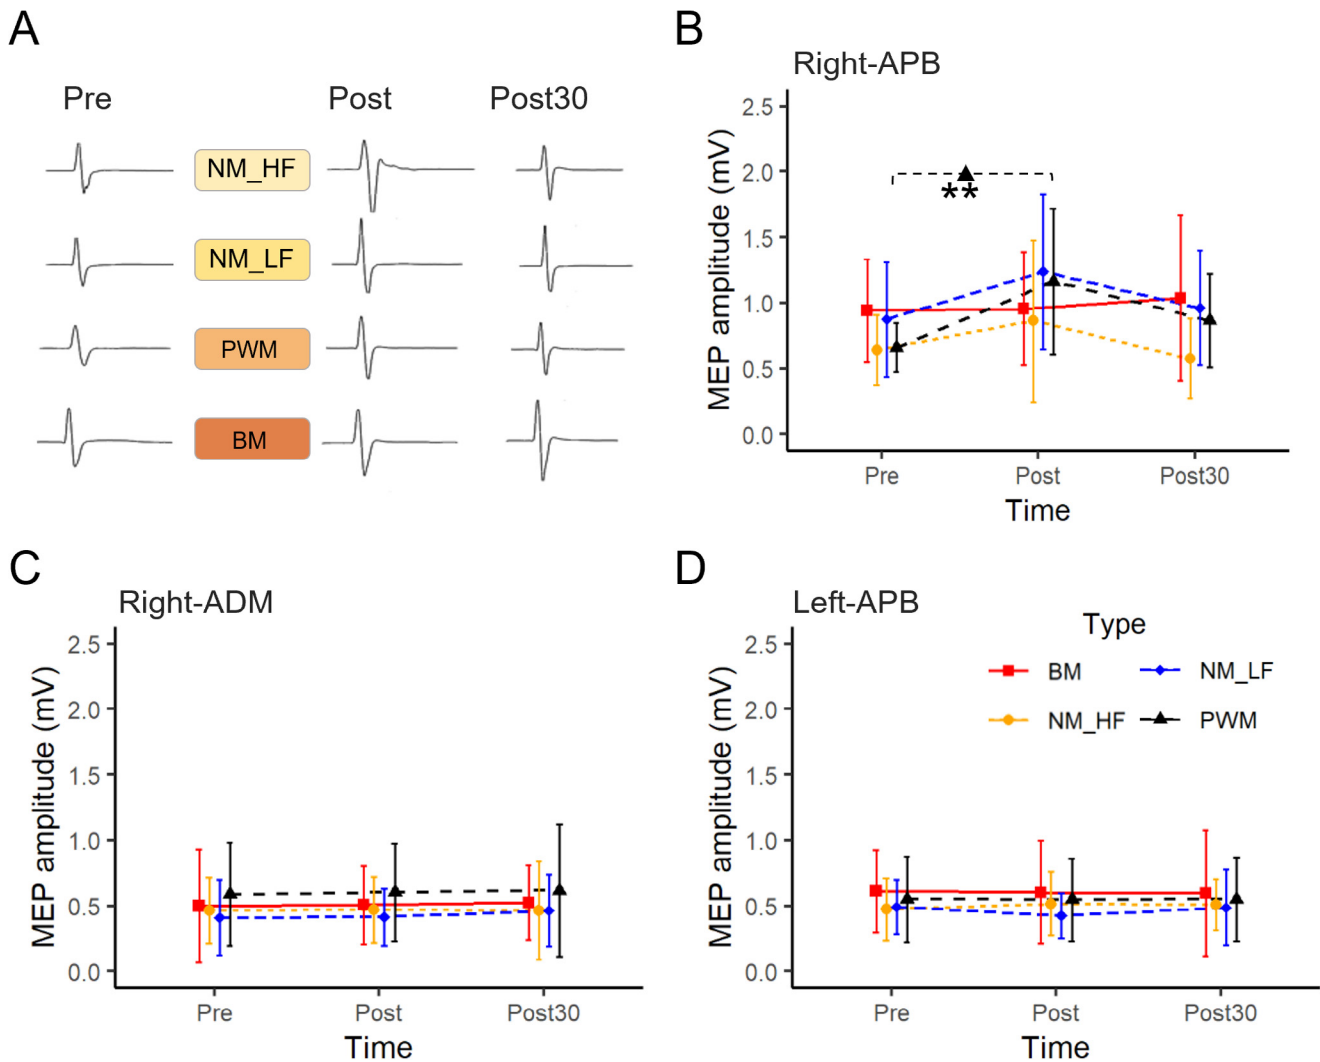 A
Pre Post Post30
NM_HF
NM_LF
PWM
BM
B
Right-APB
MEP amplitude (mV)
2.5
2.0
1.5
1.0
0.5
0.0
**
Pre Post Post30
Time
C
Right-ADM
MEP amplitude (mV)
2.5
2.0
1.5
1.0
0.5
0.0
Pre Post Post30
Time
D
Left-APB
Type
BM NM_LF
NM_HF PWM
MEP amplitude (mV)
2.5
2.0
1.5
1.0
0.5
0.0
Pre Post Post30
Time